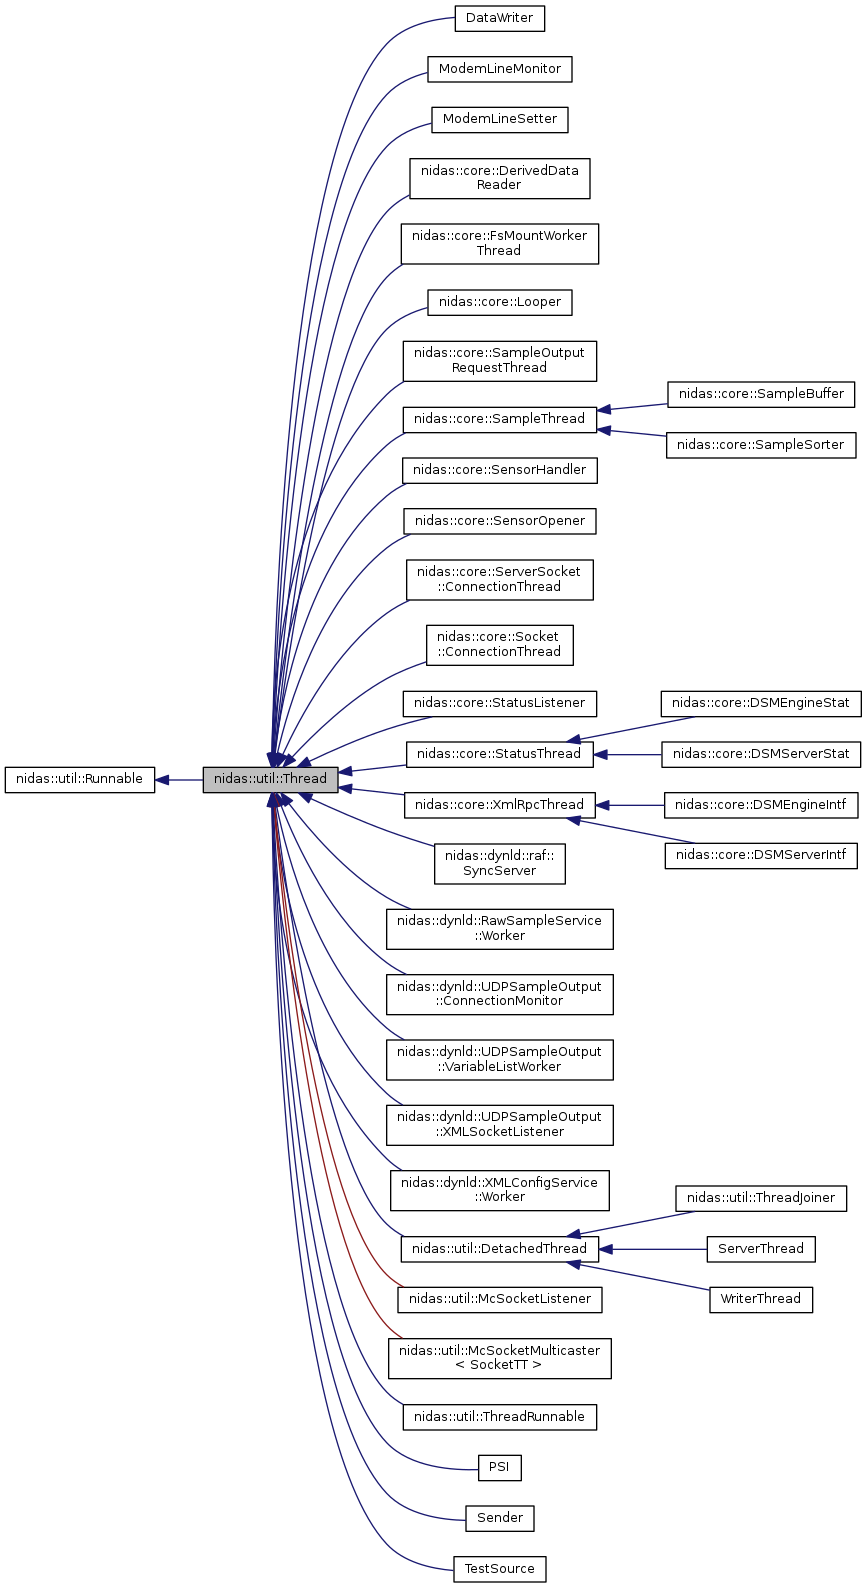 DataWriter
ModemLineMonitor
ModemLineSetter
nidas::core::DerivedData
Reader
nidas::core::FsMountWorker
Thread
nidas::core::Looper
nidas::core::SampleOutput
RequestThread
nidas::core::SampleThread
nidas::core::SampleBuffer
nidas::core::SampleSorter
nidas::core::SensorHandler
nidas::core::SensorOpener
nidas::core::ServerSocket
::ConnectionThread
nidas::core::Socket
::ConnectionThread
nidas::core::StatusListener
nidas::core::StatusThread
nidas::core::DSMEngineStat
nidas::core::DSMServerStat
nidas::util::Runnable
nidas::util::Thread
nidas::core::XmlRpcThread
nidas::core::DSMEngineIntf
nidas::core::DSMServerIntf
nidas::dynld::raf::
SyncServer
nidas::dynld::RawSampleService
::Worker
nidas::dynld::UDPSampleOutput
::ConnectionMonitor
nidas::dynld::UDPSampleOutput
::VariableListWorker
nidas::dynld::UDPSampleOutput
::XMLSocketListener
nidas::dynld::XMLConfigService
::Worker
nidas::util::DetachedThread
nidas::util::ThreadJoiner
ServerThread
WriterThread
nidas::util::McSocketListener
nidas::util::McSocketMulticaster
< SocketTT >
nidas::util::ThreadRunnable
PSI
Sender
TestSource